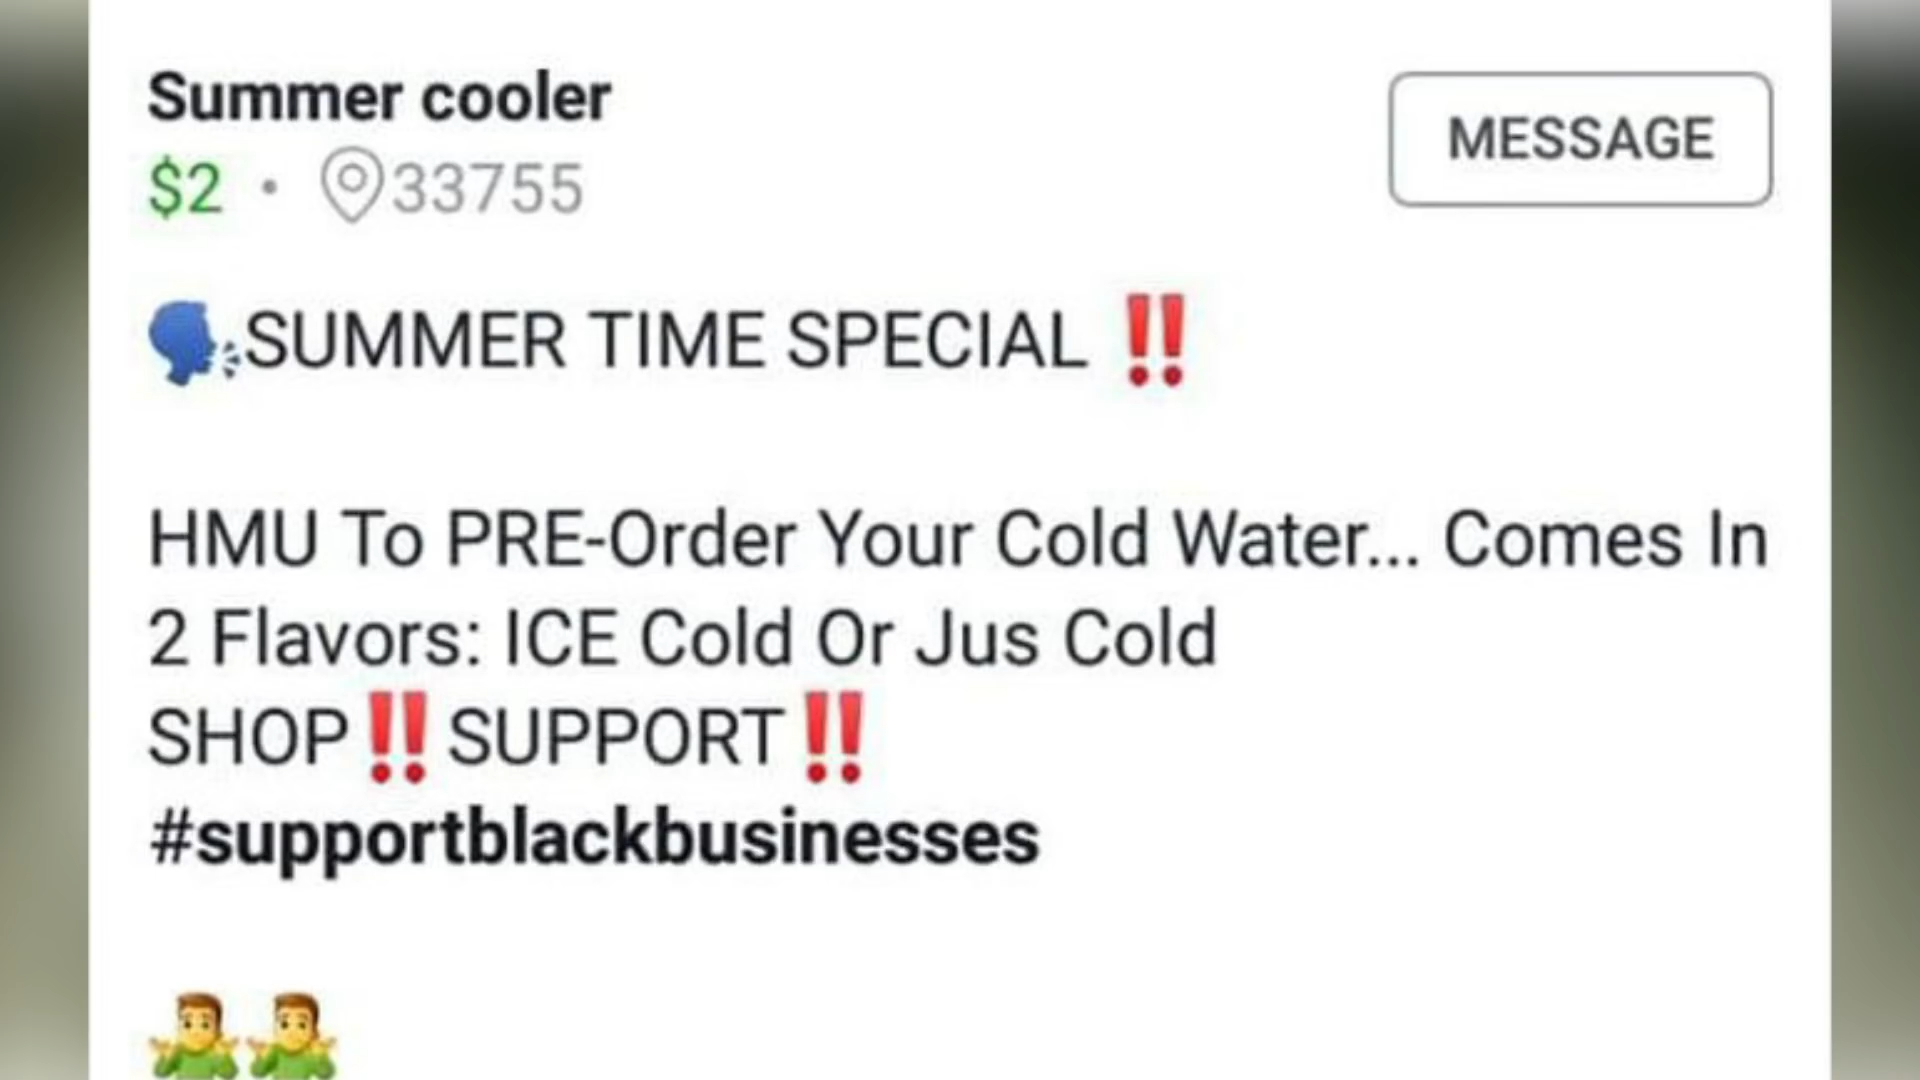 Summer cooler
MESSAGE
$2 • 33755
🗣SUMMER TIME SPECIAL ‼️
HMU To PRE-Order Your Cold Water... Comes In
2 Flavors: ICE Cold Or Jus Cold
SHOP‼️SUPPORT‼️
#supportblackbusinesses
🤷‍♂️🤷‍♂️